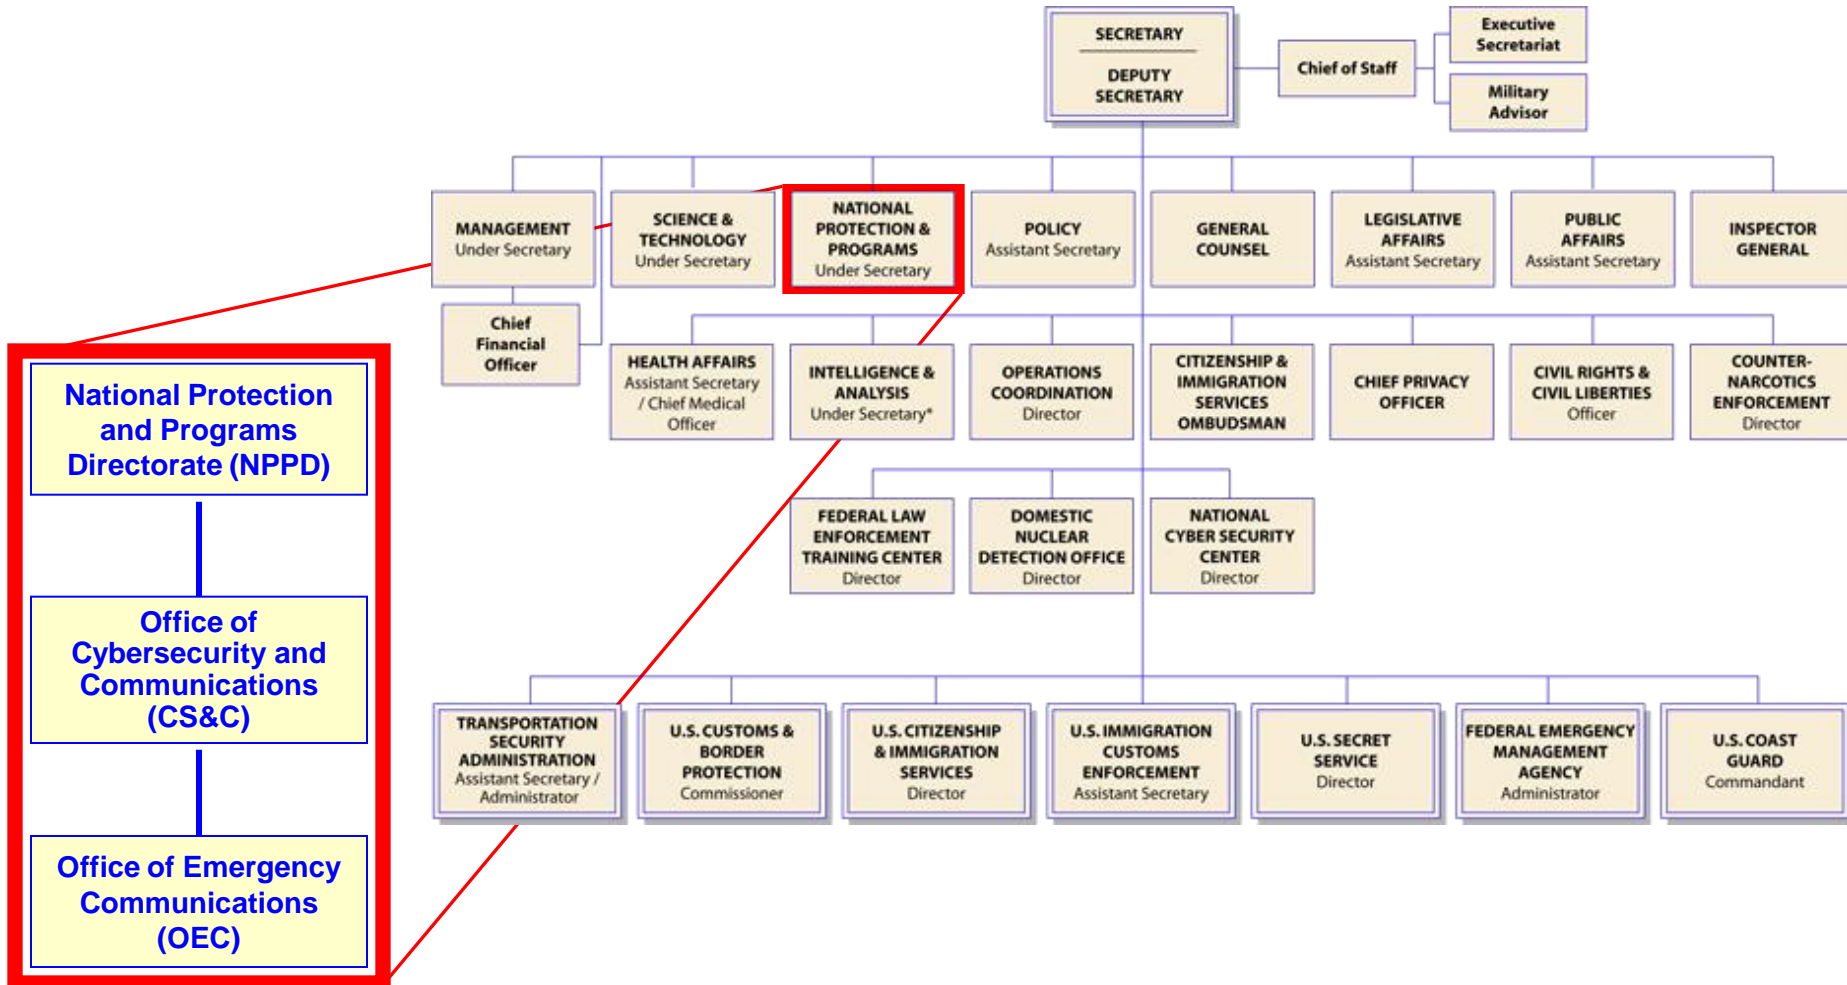 SECRETARY
DEPUTY
SECRETARY
Chief of Staff
Executive
Secretariat
Military
Advisor
MANAGEMENT
Under Secretary
SCIENCE &
TECHNOLOGY
Under Secretary
NATIONAL
PROTECTION &
PROGRAMS
Under Secretary
POLICY
Assistant Secretary
GENERAL
COUNSEL
LEGISLATIVE
AFFAIRS
Assistant Secretary
PUBLIC
AFFAIRS
Assistant Secretary
INSPECTOR
GENERAL
Chief
Financial
Officer
HEALTH AFFAIRS
Assistant Secretary
/ Chief Medical
Officer
INTELLIGENCE &
ANALYSIS
Under Secretary*
OPERATIONS
COORDINATION
Director
CITIZENSHIP &
IMMIGRATION
SERVICES
OMBUDSMAN
CHIEF PRIVACY
OFFICER
CIVIL RIGHTS &
CIVIL LIBERTIES
Officer
COUNTER-
NARCOTICS
ENFORCEMENT
Director
FEDERAL LAW
ENFORCEMENT
TRAINING CENTER
Director
DOMESTIC
NUCLEAR
DETECTION OFFICE
Director
NATIONAL
CYBER SECURITY
CENTER
Director
TRANSPORTATION
SECURITY
ADMINISTRATION
Assistant Secretary /
Administrator
U.S. CUSTOMS &
BORDER
PROTECTION
Commissioner
U.S. CITIZENSHIP
& IMMIGRATION
SERVICES
Director
U.S. IMMIGRATION
CUSTOMS
ENFORCEMENT
Assistant Secretary
U.S. SECRET
SERVICE
Director
FEDERAL EMERGENCY
MANAGEMENT
AGENCY
Administrator
U.S. COAST
GUARD
Commandant
National Protection
and Programs
Directorate (NPPD)
Office of
Cybersecurity and
Communications
(CS&C)
Office of Emergency
Communications
(OEC)